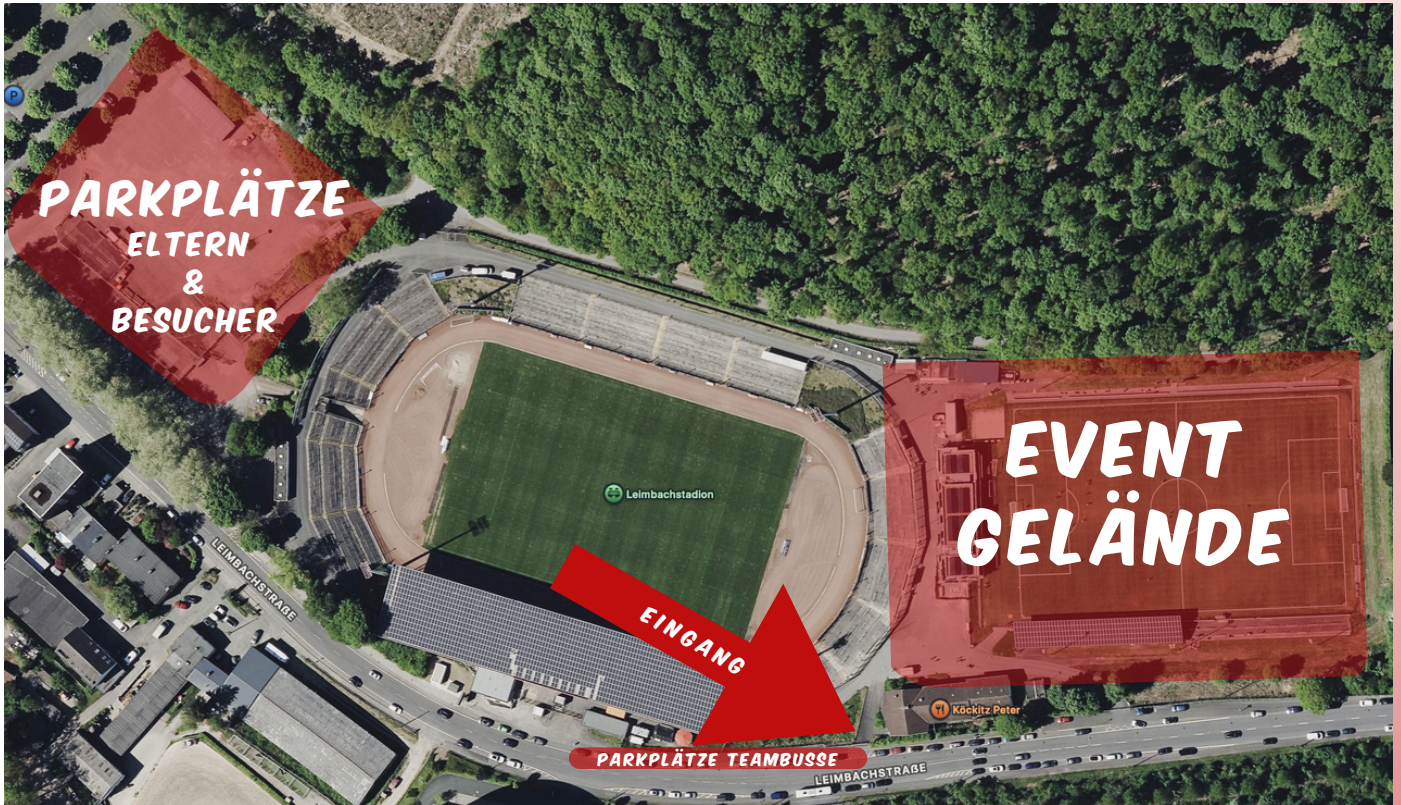 P
PARKPLÄTZE
ELTERN
&
BESUCHER
EVENT
GELÄNDE
Leimbachstadion
LEIMBACHSTRAßE
EINGANG
Köckitz Peter
PARKPLÄTZE TEAMBUSSE
LEIMBACHSTRAßE